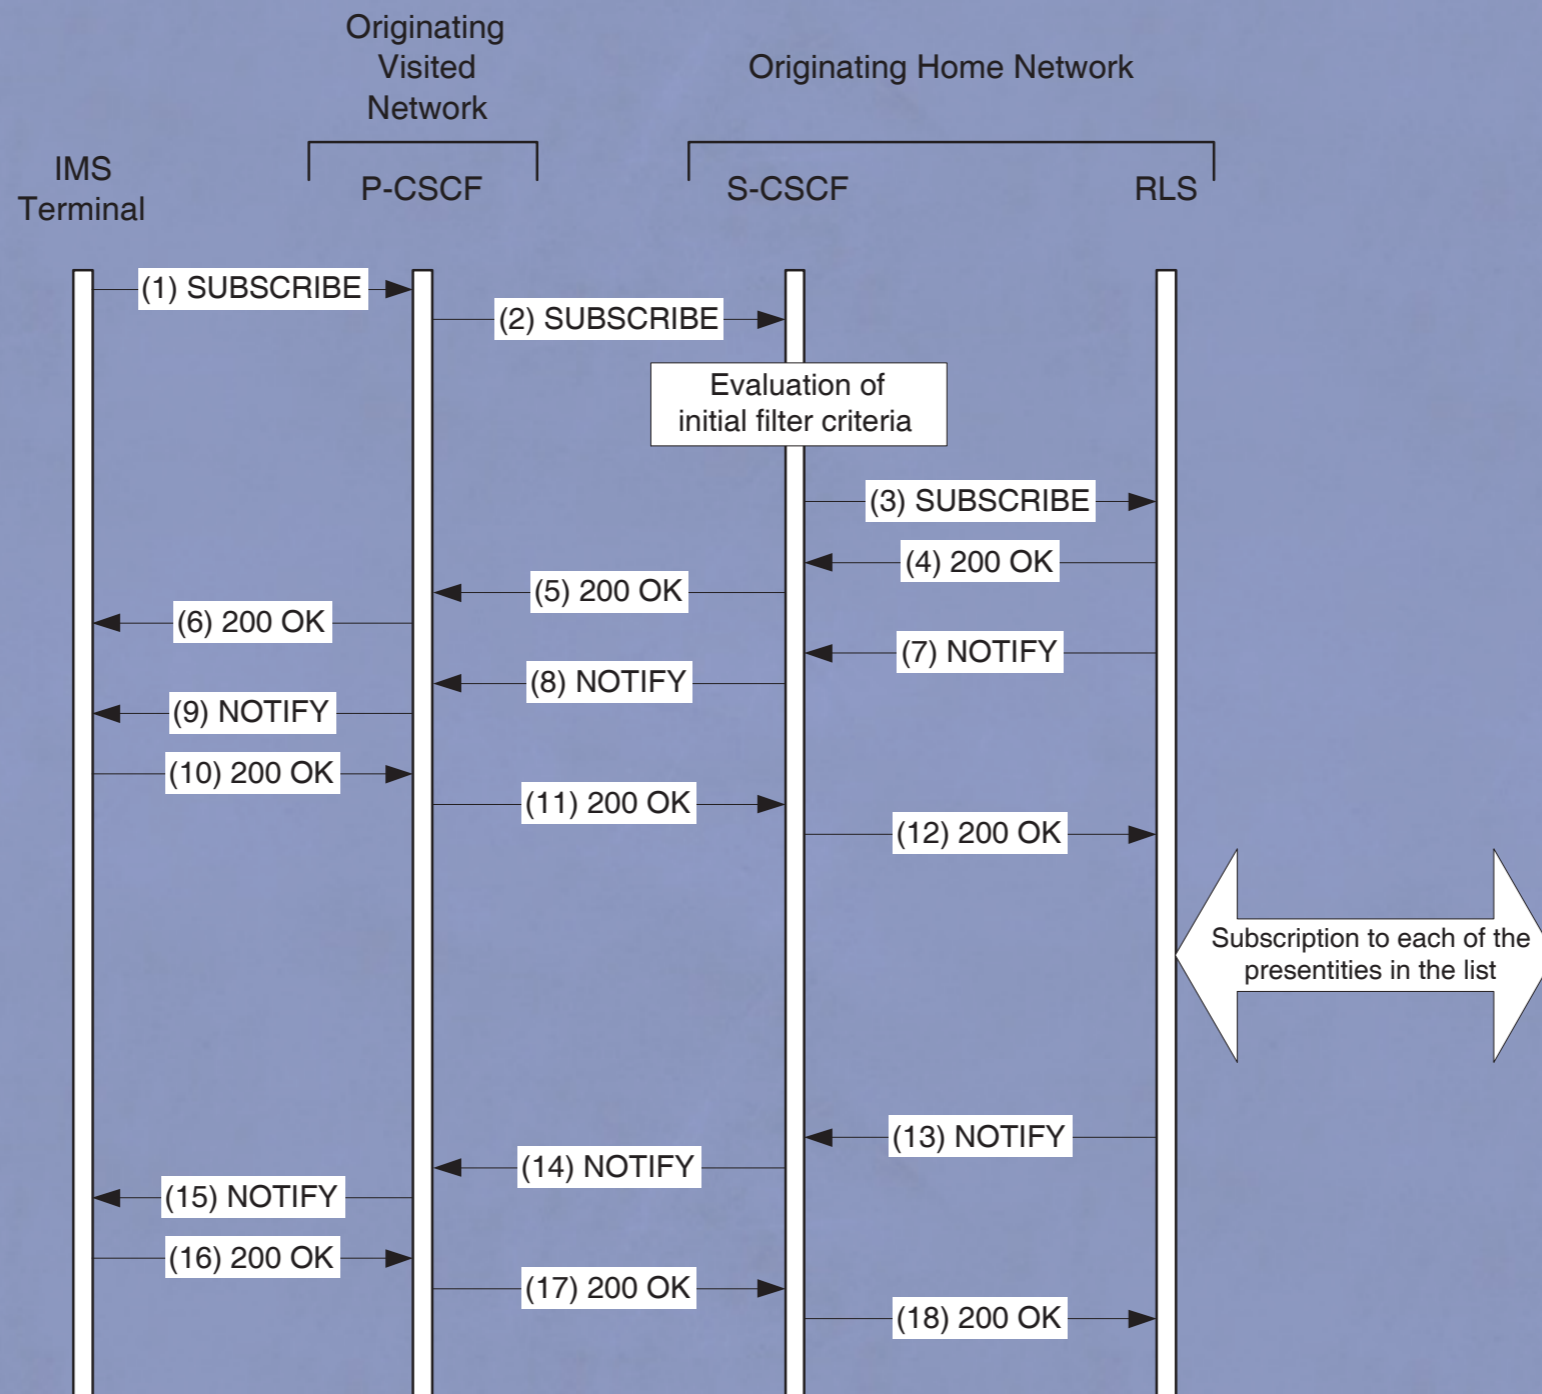 Originating
Visited
Network
Originating Home Network
IMS
Terminal
P-CSCF
S-CSCF
RLS
(1) SUBSCRIBE
(2) SUBSCRIBE
Evaluation of
initial filter criteria
(3) SUBSCRIBE
(4) 200 OK
(5) 200 OK
(6) 200 OK
(7) NOTIFY
(8) NOTIFY
(9) NOTIFY
(10) 200 OK
(11) 200 OK
(12) 200 OK
Subscription to each of the
presentities in the list
(13) NOTIFY
(14) NOTIFY
(15) NOTIFY
(16) 200 OK
(17) 200 OK
(18) 200 OK